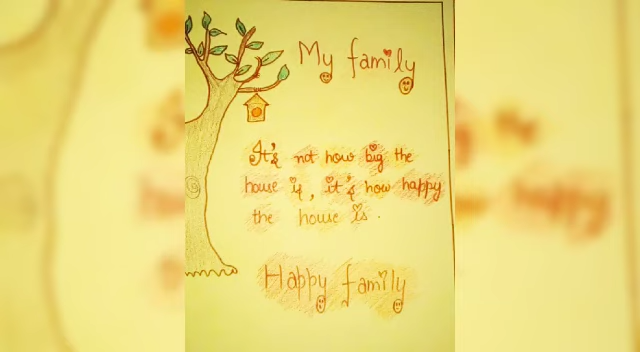 My family
It's not how big the
house is, it's how happy
the house is.
Happy family